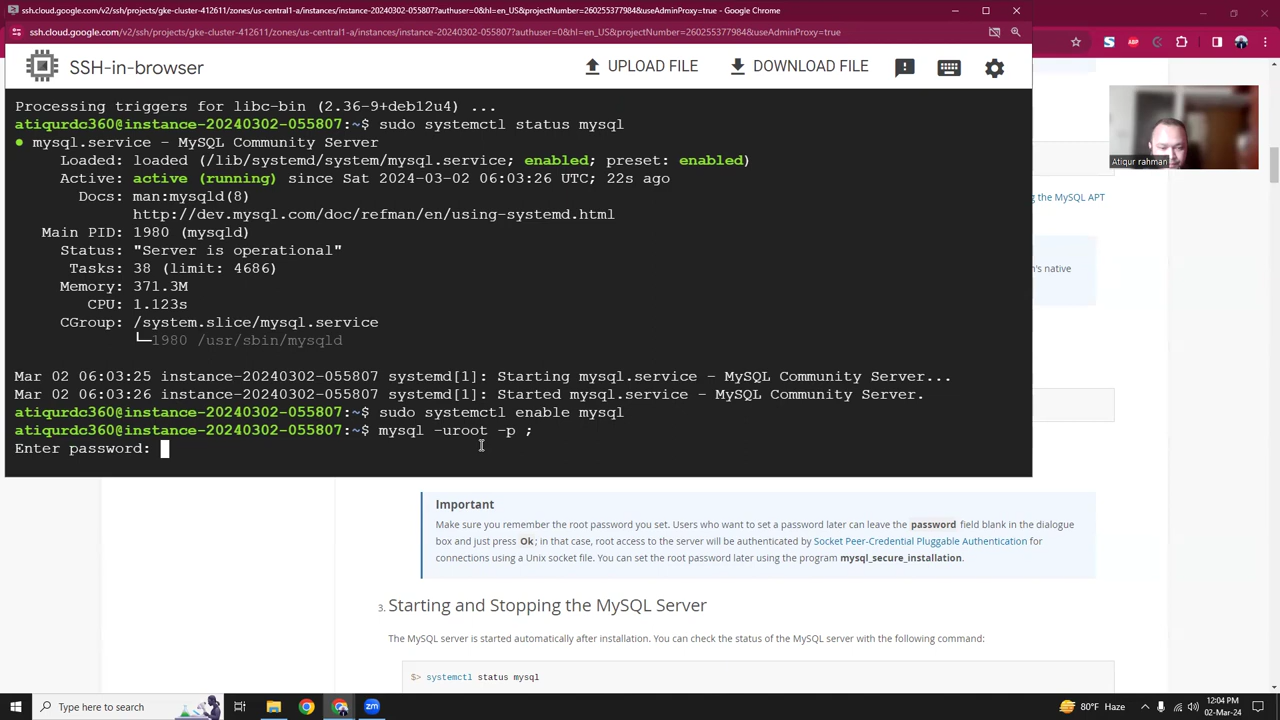 ssh.cloud.google.com/v2/ssh/projects/gke-cluster-412611/zones/us-central1-a/instances/instance-20240302-055807?authuser=0&hl=en_US&projectNumber=260255377984&useAdminProxy=true - Google Chrome
ssh.cloud.google.com/v2/ssh/projects/gke-cluster-412611/zones/us-central1-a/instances/instance-20240302-055807?authuser=0&hl=en_US&projectNumber=260255377984&useAdminProxy=true
SSH-in-browser
UPLOAD FILE
DOWNLOAD FILE
Processing triggers for libc-bin (2.36-9+deb12u4) ...
atiqurdc360@instance-20240302-055807:~$ sudo systemctl status mysql
● mysql.service - MySQL Community Server
Loaded: loaded (/lib/systemd/system/mysql.service; enabled; preset: enabled)
Active: active (running) since Sat 2024-03-02 06:03:26 UTC; 22s ago
Docs: man:mysqld(8)
http://dev.mysql.com/doc/refman/en/using-systemd.html
Main PID: 1980 (mysqld)
Status: "Server is operational"
Tasks: 38 (limit: 4686)
Memory: 371.3M
CPU: 1.123s
CGroup: /system.slice/mysql.service
└─1980 /usr/sbin/mysqld
Mar 02 06:03:25 instance-20240302-055807 systemd[1]: Starting mysql.service - MySQL Community Server...
Mar 02 06:03:26 instance-20240302-055807 systemd[1]: Started mysql.service - MySQL Community Server.
atiqurdc360@instance-20240302-055807:~$ sudo systemctl enable mysql
atiqurdc360@instance-20240302-055807:~$ mysql -uroot -p ;
Enter password:
Atiqur rahman
g the MySQL APT
n's native
Important
Make sure you remember the root password you set. Users who want to set a password later can leave the password field blank in the dialogue
box and just press Ok; in that case, root access to the server will be authenticated by Socket Peer-Credential Pluggable Authentication for
connections using a Unix socket file. You can set the root password later using the program mysql_secure_installation.
3. Starting and Stopping the MySQL Server
The MySQL server is started automatically after installation. You can check the status of the MySQL server with the following command:
$> systemctl status mysql
Type here to search
zm
80°F Haze
12:04 PM
02-Mar-24